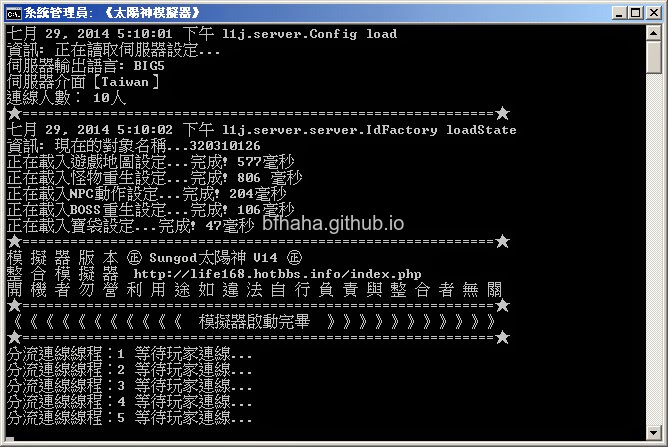 系統管理員: 《太陽神模擬器》
七月 29, 2014 5:10:01 下午 l1j.server.Config load
資訊: 正在讀取伺服器設定...
伺服器輸出語言: BIG5
伺服器介面【Taiwan】
連線人數： 10人
★===========================================================★
七月 29, 2014 5:10:02 下午 l1j.server.server.IdFactory loadState
資訊: 現在的對象名稱...320310126
正在載入遊戲地圖設定...完成! 577毫秒
正在載入怪物重生設定...完成! 806 毫秒
正在載入NPC動作設定...完成! 204毫秒
正在載入BOSS重生設定...完成! 106毫秒
正在載入寶袋設定...完成! 47毫秒
bfhaha.github.io
★===========================================================★
模 擬 器 版 本 ㊣ Sungod太陽神 V14 ㊣
整 合 模 擬 器 http://life168.hotbbs.info/index.php
開 機 者 勿 營 利 用 途 如 違 法 自 行 負 責 與 整 合 者 無 關
★===========================================================★
《《《《《《《《《《《 模擬器啟動完畢 》》》》》》》》》》》
★===========================================================★
分流連線線程：1 等待玩家連線...
分流連線線程：2 等待玩家連線...
分流連線線程：3 等待玩家連線...
分流連線線程：4 等待玩家連線...
分流連線線程：5 等待玩家連線...